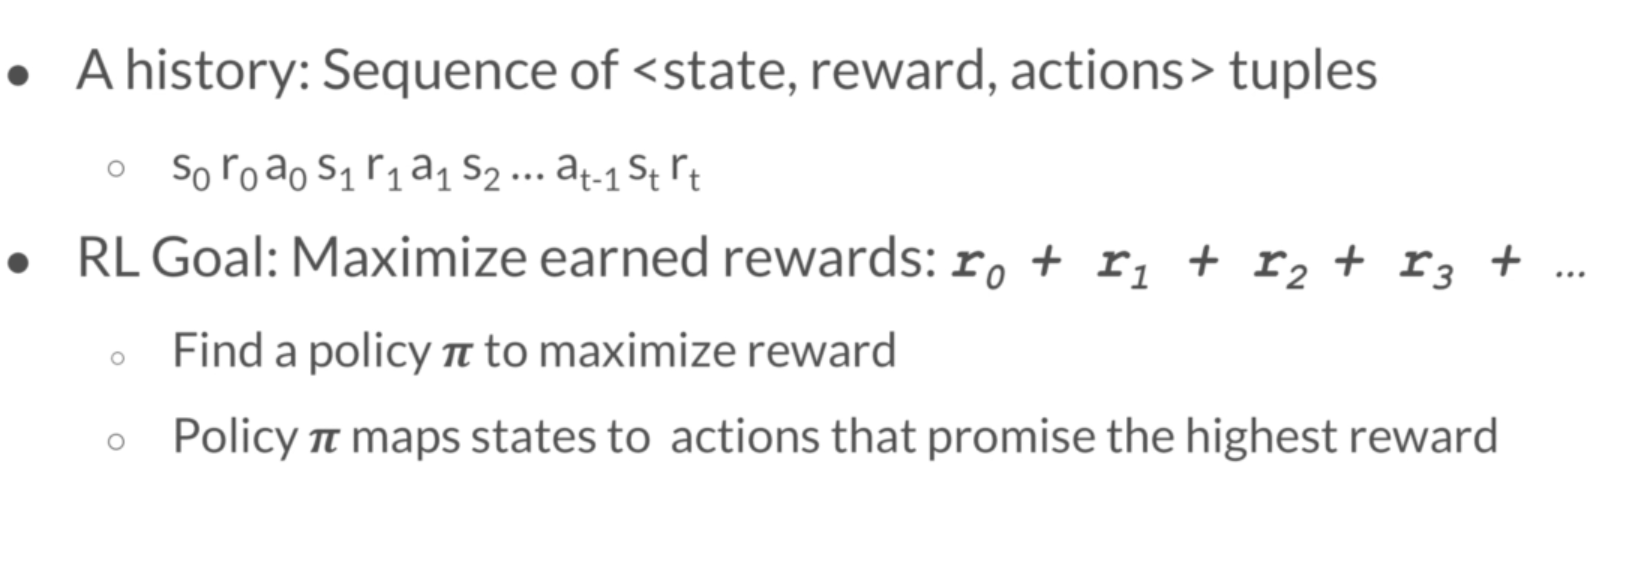 ● A history: Sequence of <state, reward, actions> tuples
○ s₀ r₀ a₀ s₁ r₁ a₁ s₂ ... aₜ₋₁ sₜ rₜ
● RL Goal: Maximize earned rewards: r₀ + r₁ + r₂ + r₃ + ...
○ Find a policy π to maximize reward
○ Policy π maps states to actions that promise the highest reward